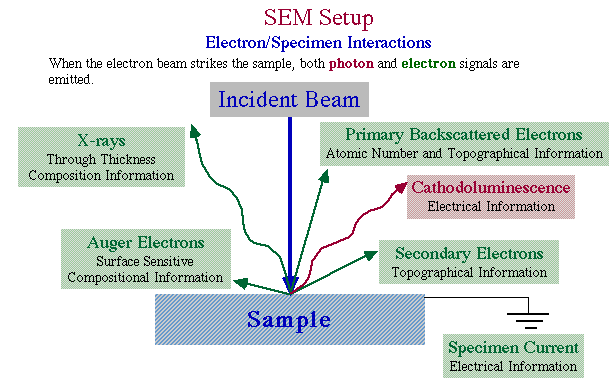 SEM Setup
Electron/Specimen Interactions
When the electron beam strikes the sample, both photon and electron signals are
emitted.
Incident Beam
X-rays
Through Thickness
Composition Information
Primary Backscattered Electrons
Atomic Number and Topographical Information
Cathodoluminescence
Electrical Information
Auger Electrons
Surface Sensitive
Compositional Information
Secondary Electrons
Topographical Information
Sample
Specimen Current
Electrical Information